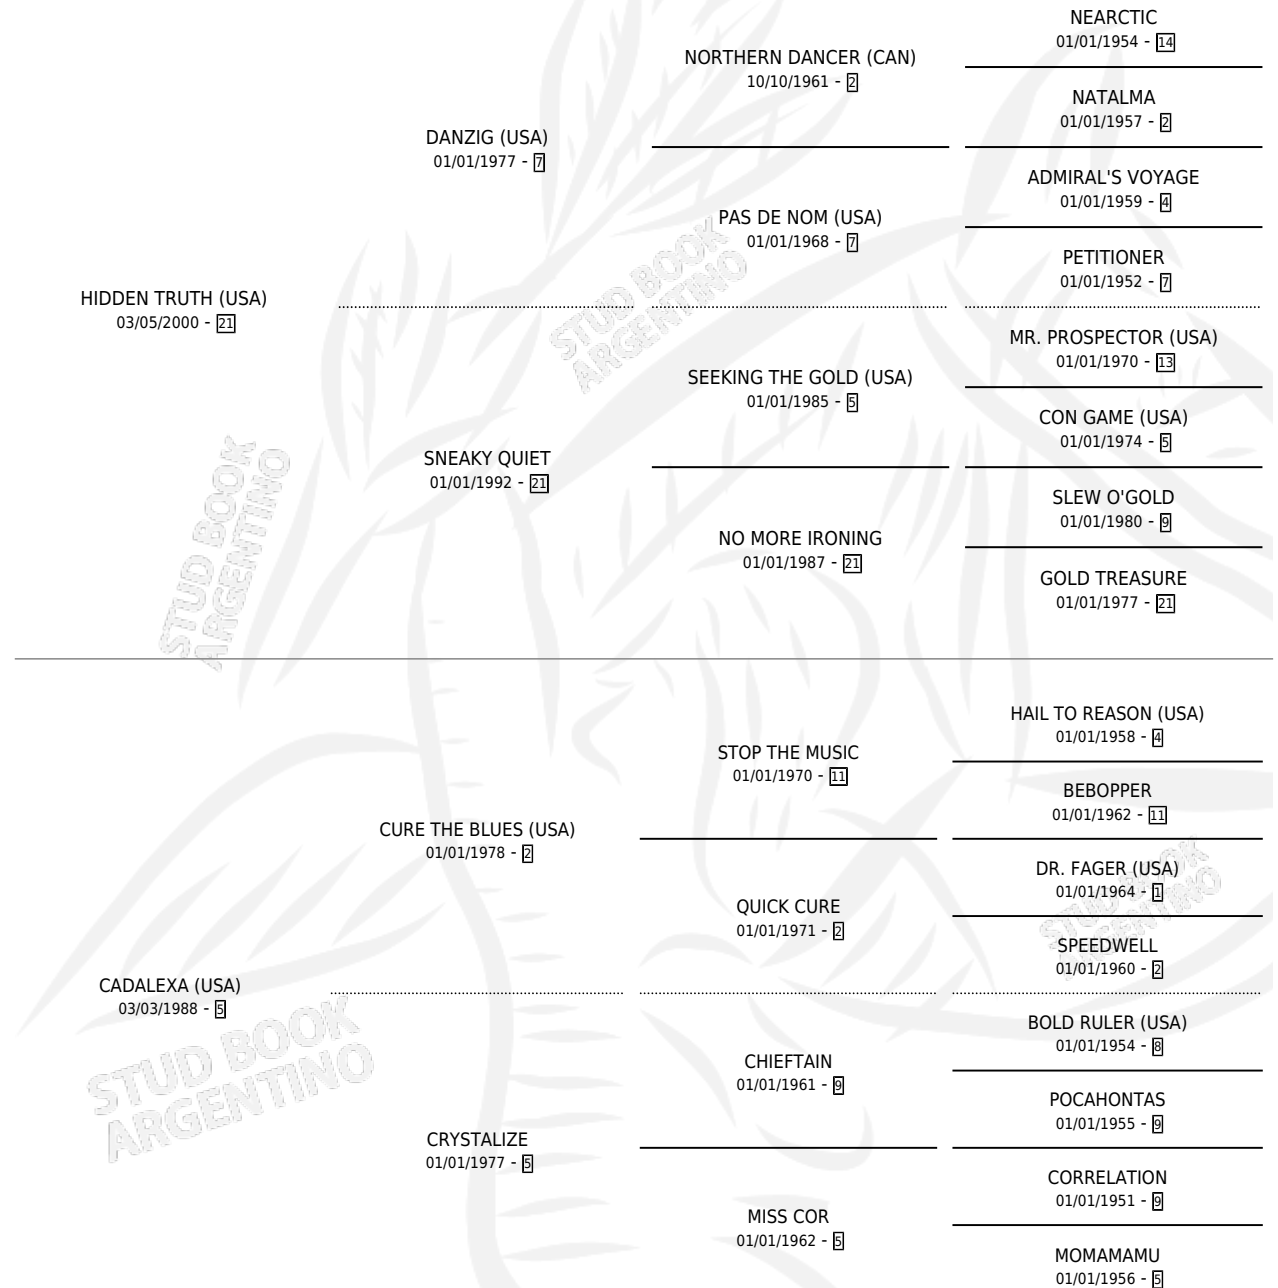 NEARCTIC
01/01/1954 - 14
NORTHERN DANCER (CAN)
10/10/1961 - 2
NATALMA
01/01/1957 - 2
DANZIG (USA)
01/01/1977 - 7
ADMIRAL'S VOYAGE
01/01/1959 - 4
PAS DE NOM (USA)
01/01/1968 - 7
PETITIONER
01/01/1952 - 7
HIDDEN TRUTH (USA)
03/05/2000 - 21
STUD BOOK
ARGENTINO
MR. PROSPECTOR (USA)
01/01/1970 - 13
SEEKING THE GOLD (USA)
01/01/1985 - 5
CON GAME (USA)
01/01/1974 - 5
SNEAKY QUIET
01/01/1992 - 21
SLEW O'GOLD
01/01/1980 - 9
NO MORE IRONING
01/01/1987 - 21
GOLD TREASURE
01/01/1977 - 21
STUD BOOK
ARGENTINO
HAIL TO REASON (USA)
01/01/1958 - 4
STOP THE MUSIC
01/01/1970 - 11
BEBOPPER
01/01/1962 - 11
CURE THE BLUES (USA)
01/01/1978 - 2
DR. FAGER (USA)
01/01/1964 - 1
QUICK CURE
01/01/1971 - 2
STUD BOOK
ARGENTINO
SPEEDWELL
01/01/1960 - 2
CADALEXA (USA)
03/03/1988 - 5
BOLD RULER (USA)
01/01/1954 - 8
STUD BOOK
ARGENTINO
CHIEFTAIN
01/01/1961 - 9
POCAHONTAS
01/01/1955 - 9
CRYSTALIZE
01/01/1977 - 5
CORRELATION
01/01/1951 - 9
MISS COR
01/01/1962 - 5
MOMAMAMU
01/01/1956 - 5